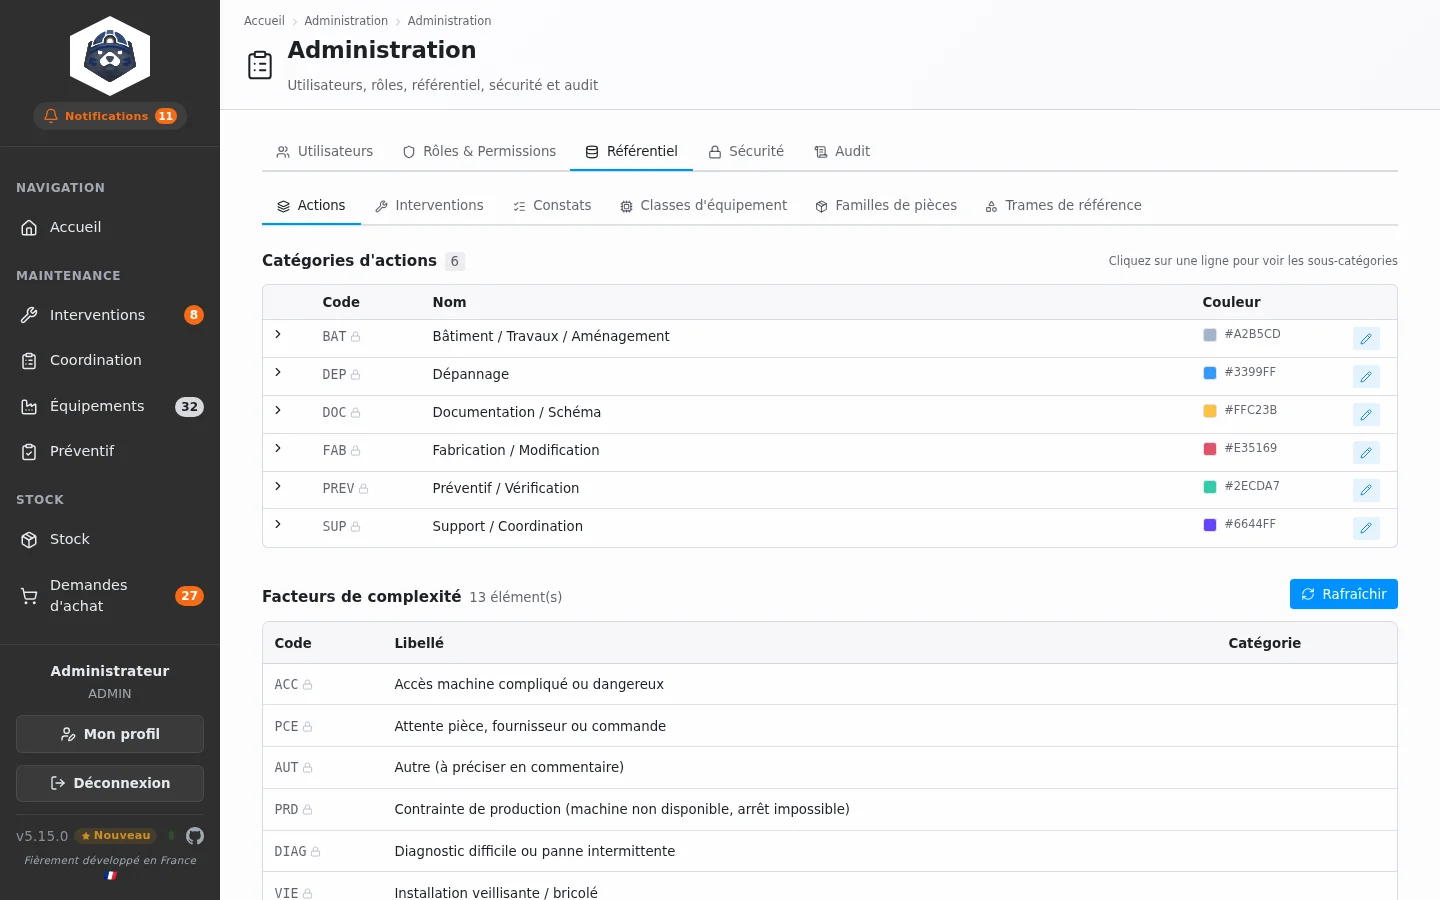 Notifications 11
NAVIGATION
Accueil
MAINTENANCE
Interventions 8
Coordination
Équipements 32
Préventif
STOCK
Stock
Demandes d'achat 27
Administrateur
ADMIN
Mon profil
Déconnexion
v5.15.0 Nouveau
Fièrement développé en France
Accueil Administration Administration
Administration
Utilisateurs, rôles, référentiel, sécurité et audit
Utilisateurs Rôles & Permissions Référentiel Sécurité Audit
Actions Interventions Constats Classes d'équipement Familles de pièces Trames de référence
Catégories d'actions 6 Cliquez sur une ligne pour voir les sous-catégories
Code Nom Couleur
BAT Bâtiment / Travaux / Aménagement #A2B5CD
DEP Dépannage #3399FF
DOC Documentation / Schéma #FFC23B
FAB Fabrication / Modification #E35169
PREV Préventif / Vérification #2ECDA7
SUP Support / Coordination #6644FF
Facteurs de complexité 13 élément(s) Rafraîchir
Code Libellé Catégorie
ACC Accès machine compliqué ou dangereux
PCE Attente pièce, fournisseur ou commande
AUT Autre (à préciser en commentaire)
PRD Contrainte de production (machine non disponible, arrêt impossible)
DIAG Diagnostic difficile ou panne intermittente
VIE Installation veillisante / bricolé